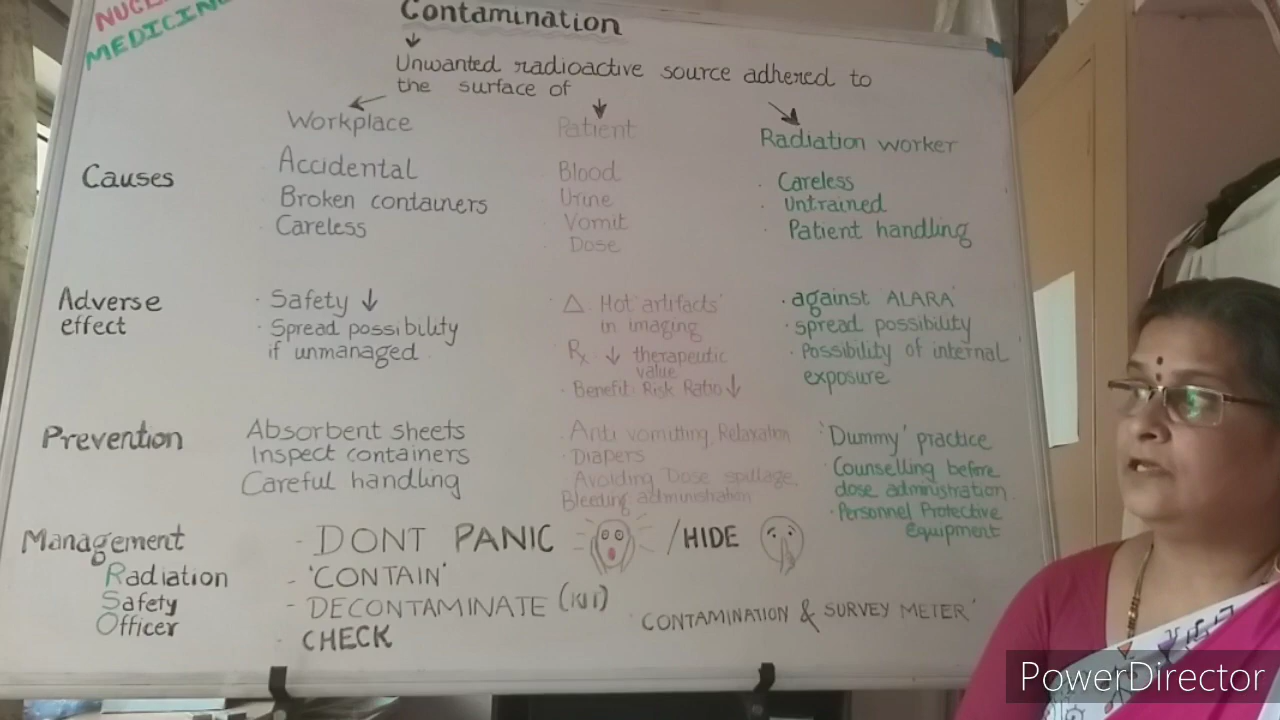 NUCL
MEDICINE
Contamination
Unwanted radioactive source adhered to
the surface of
Workplace
Patient
Radiation worker
Causes
Accidental
Broken containers
Careless
Blood
Urine
Vomit
Dose
· Careless
· Untrained
· Patient handling
Adverse
effect
· Safety ↓
· Spread possibility
if unmanaged
△. 'Hot artifacts'
in imaging
Rx. ↓ therapeutic
value
· Benefit: Risk Ratio ↓
· against 'ALARA'
· spread possibility
· Possibility of internal
exposure
Prevention
Absorbent sheets
Inspect containers
Careful handling
· Anti vomitting, Relaxation
· Diapers
· Avoiding Dose spillage
Bleeding administration
'Dummy' practice
· Counselling before
dose administration
· Personnel Protective
Equipment
Management
Radiation
Safety
Officer
- DONT PANIC /HIDE
- 'CONTAIN'
- DECONTAMINATE
- CHECK
'CONTAMINATION & SURVEY METER'
PowerDirector